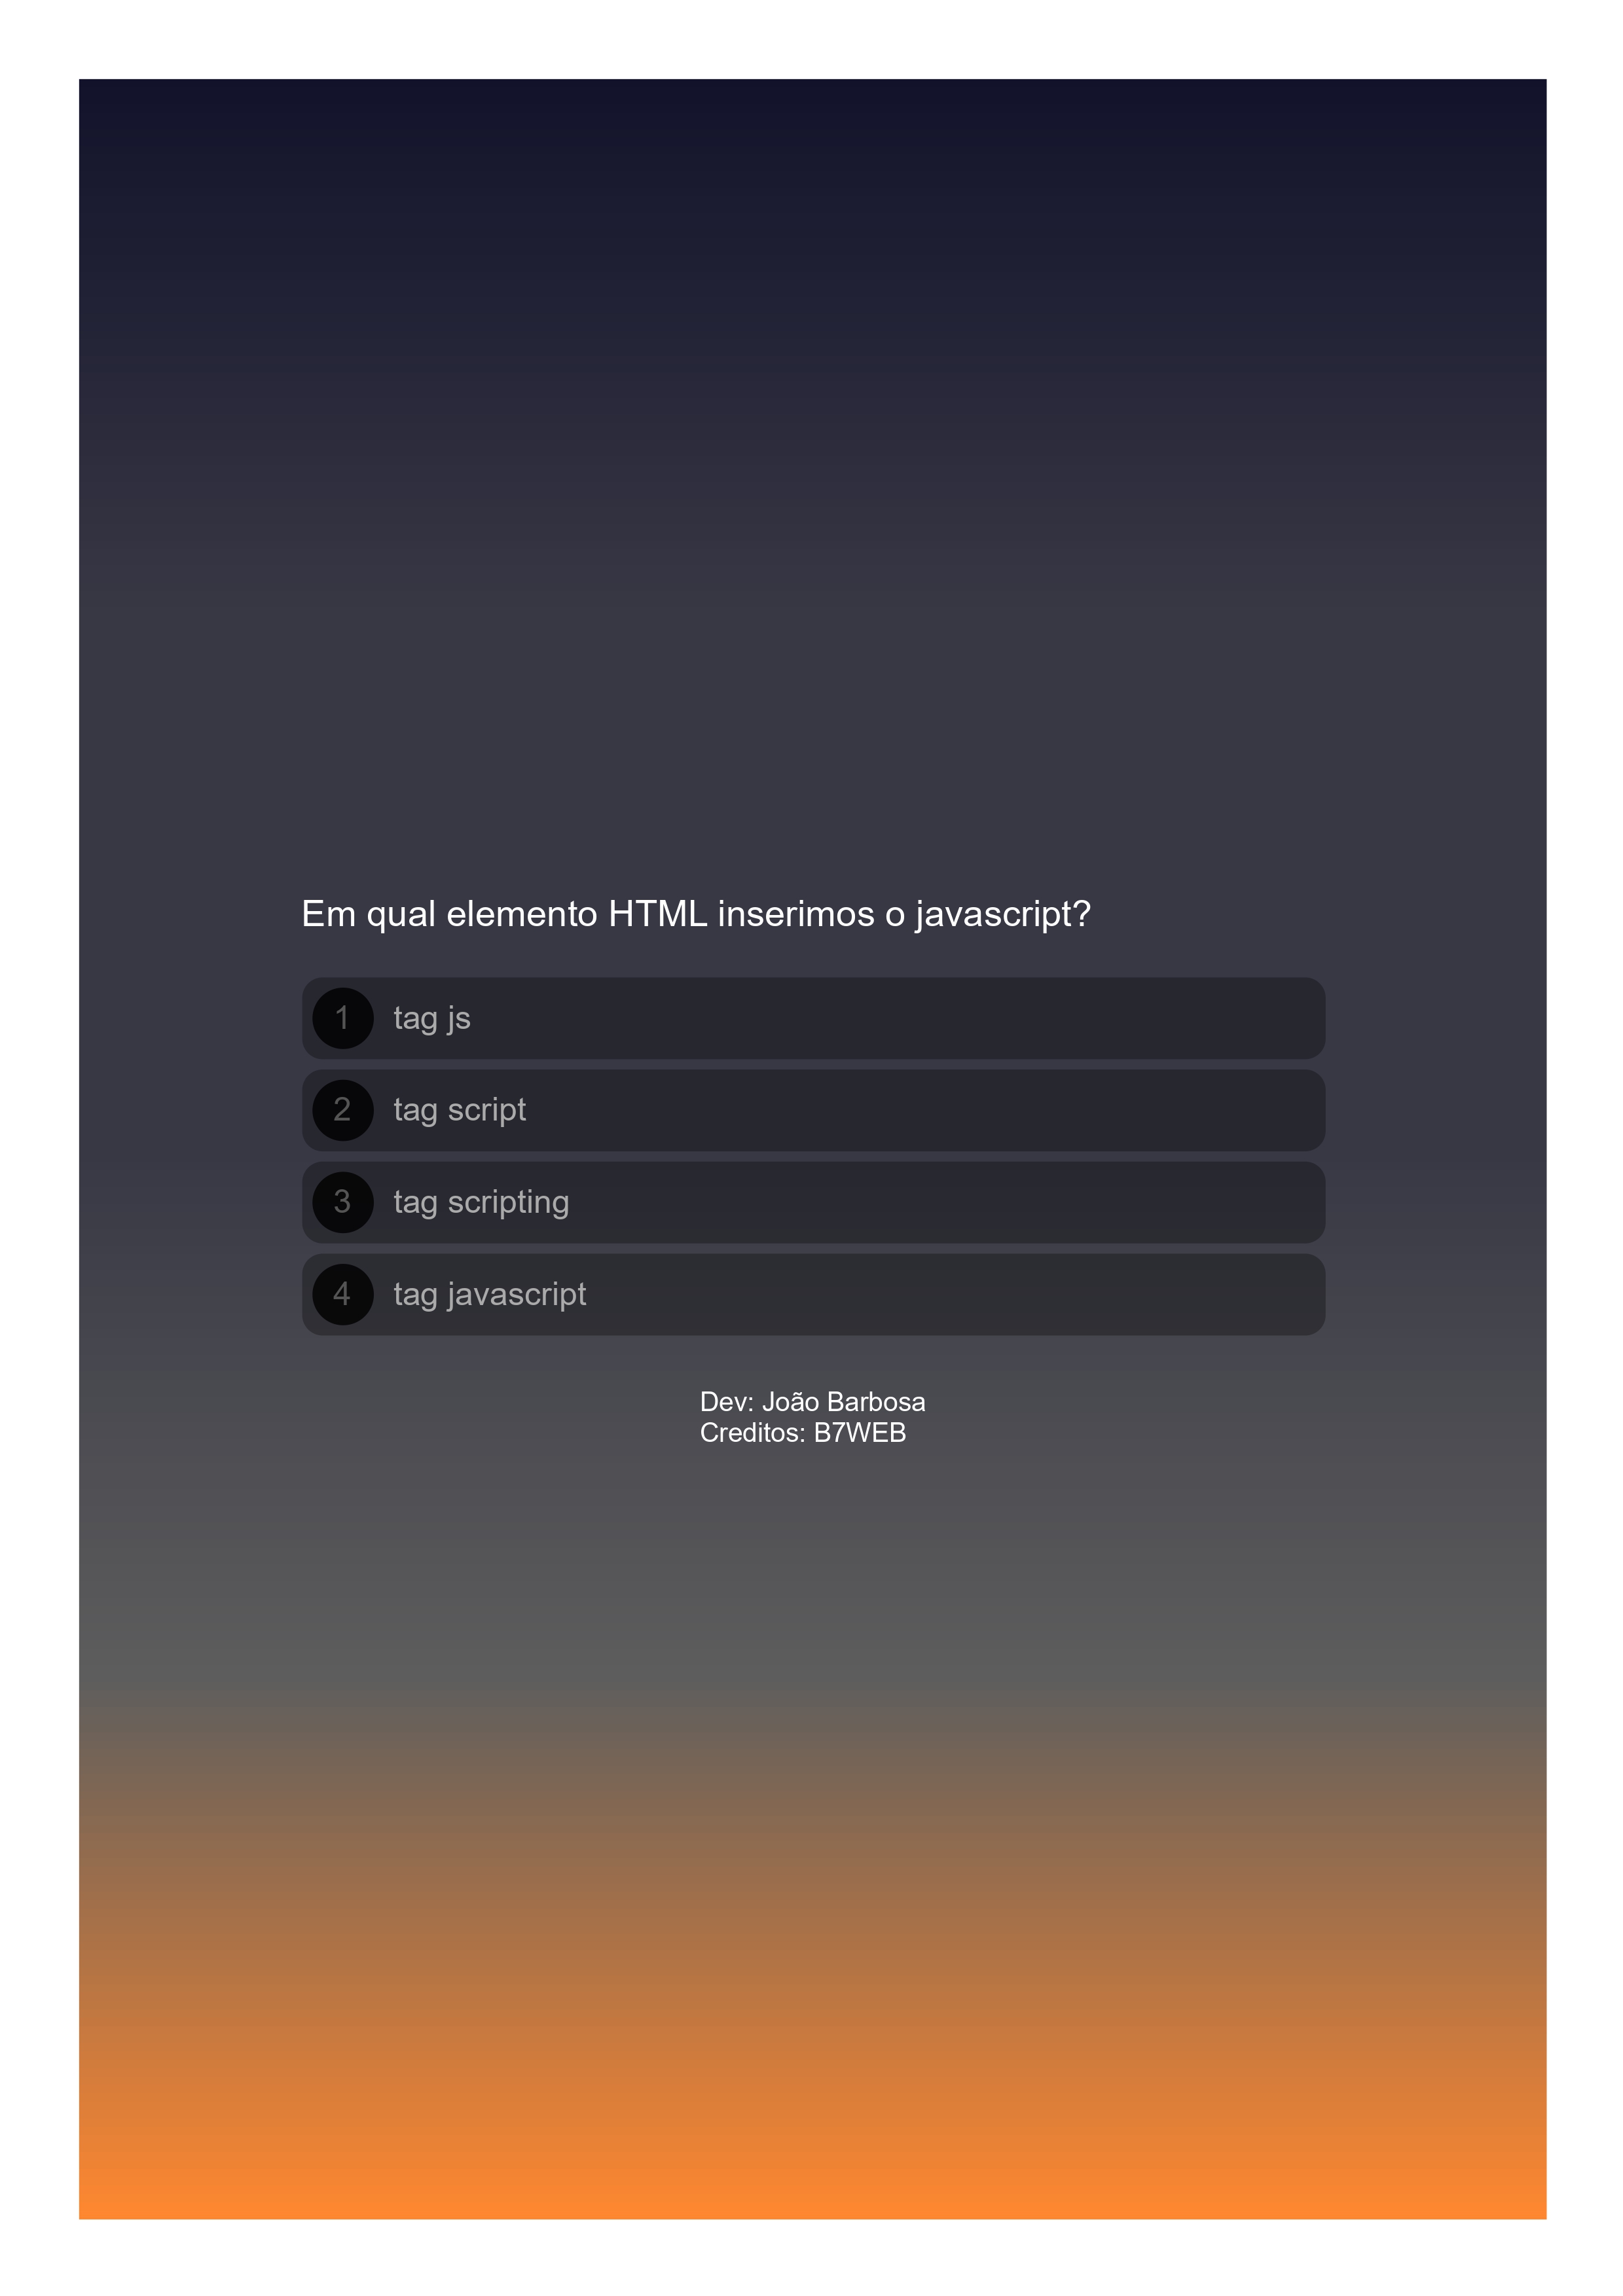 Em qual elemento HTML inserimos o javascript?
1 tag js
2 tag script
3 tag scripting
4 tag javascript
Dev: João Barbosa
Creditos: B7WEB